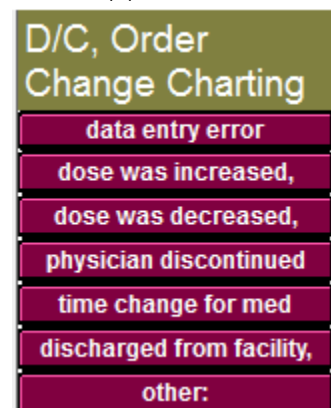 D/C, Order
Change Charting
data entry error
dose was increased,
dose was decreased,
physician discontinued
time change for med
discharged from facility,
other: